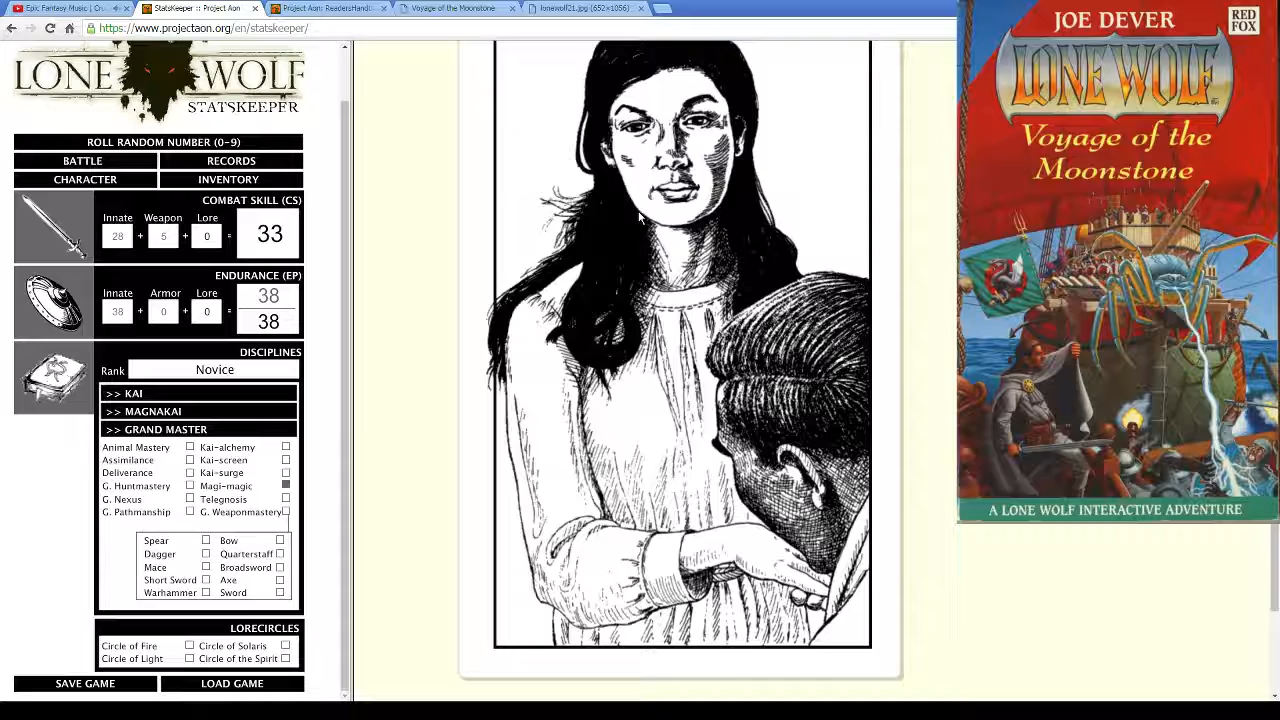 Epic Fantasy Music | Cru
StatsKeeper :: Project Aon
Project Aon: ReadersHandb
Voyage of the Moonstone
lonewolf21.jpg (652×1056)
https://www.projectaon.org/en/statskeeper/
LONE WOLF
STATSKEEPER
ROLL RANDOM NUMBER (0-9)
BATTLE RECORDS
CHARACTER INVENTORY
COMBAT SKILL (CS)
Innate Weapon Lore
28 + 5 + 0 = 33
ENDURANCE (EP)
Innate Armor Lore 38
38 + 0 + 0 = 38
DISCIPLINES
Rank Novice
>> KAI
>> MAGNAKAI
>> GRAND MASTER
Animal Mastery Kai-alchemy
Assimilance Kai-screen
Deliverance Kai-surge
G. Huntmastery Magi-magic
G. Nexus Telegnosis
G. Pathmanship G. Weaponmastery
Spear Bow
Dagger Quarterstaff
Mace Broadsword
Short Sword Axe
Warhammer Sword
LORECIRCLES
Circle of Fire Circle of Solaris
Circle of Light Circle of the Spirit
SAVE GAME LOAD GAME
JOE DEVER
RED
FOX
LONE WOLF
Voyage of the
Moonstone
A LONE WOLF INTERACTIVE ADVENTURE